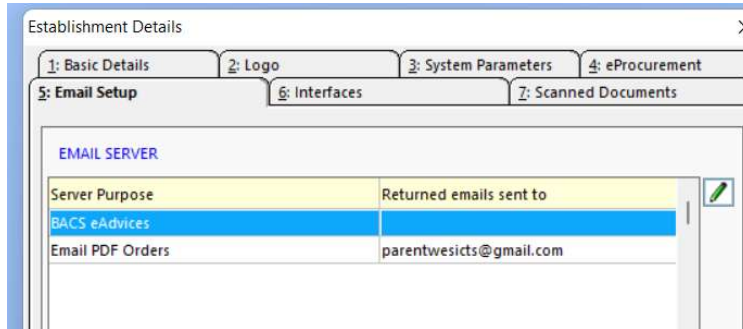 Establishment Details
1: Basic Details 2: Logo 3: System Parameters 4: eProcurement
5: Email Setup 6: Interfaces 7: Scanned Documents
EMAIL SERVER
Server Purpose Returned emails sent to
BACS eAdvices
Email PDF Orders parentwesicts@gmail.com